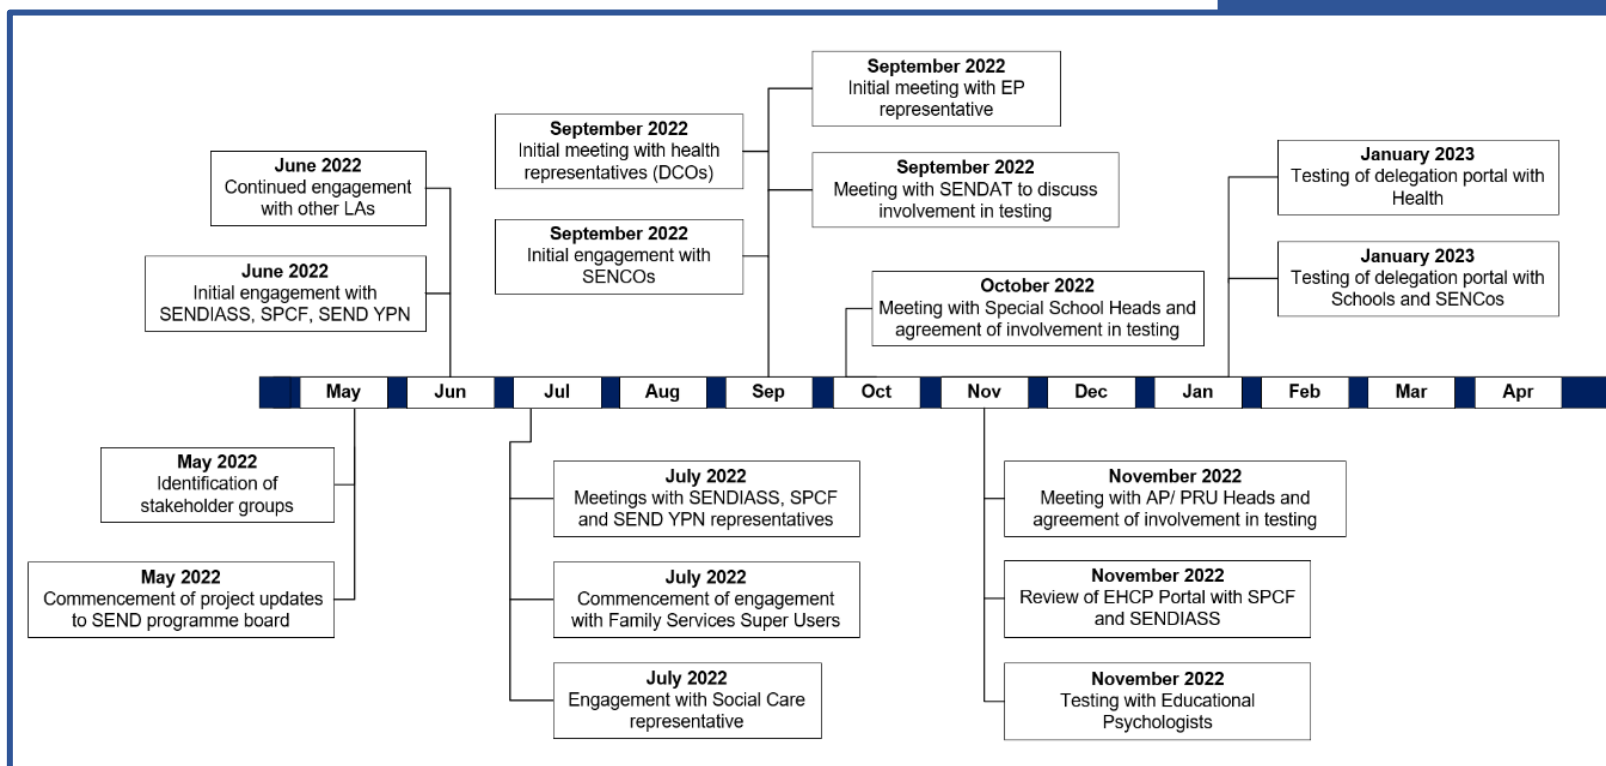 September 2022
Initial meeting with EP
representative
September 2022
Initial meeting with health
representatives (DCOs)
June 2022
Continued engagement
with other LAs
September 2022
Meeting with SENDAT to discuss
involvement in testing
January 2023
Testing of delegation portal with
Health
September 2022
Initial engagement with
SENCOs
June 2022
Initial engagement with
SENDIASS, SPCF, SEND YPN
October 2022
Meeting with Special School Heads and
agreement of involvement in testing
January 2023
Testing of delegation portal with
Schools and SENCos
May Jun Jul Aug Sep Oct Nov Dec Jan Feb Mar Apr
May 2022
Identification of
stakeholder groups
July 2022
Meetings with SENDIASS, SPCF
and SEND YPN representatives
November 2022
Meeting with AP/ PRU Heads and
agreement of involvement in testing
May 2022
Commencement of project updates
to SEND programme board
July 2022
Commencement of engagement
with Family Services Super Users
November 2022
Review of EHCP Portal with SPCF
and SENDIASS
July 2022
Engagement with Social Care
representative
November 2022
Testing with Educational
Psychologists